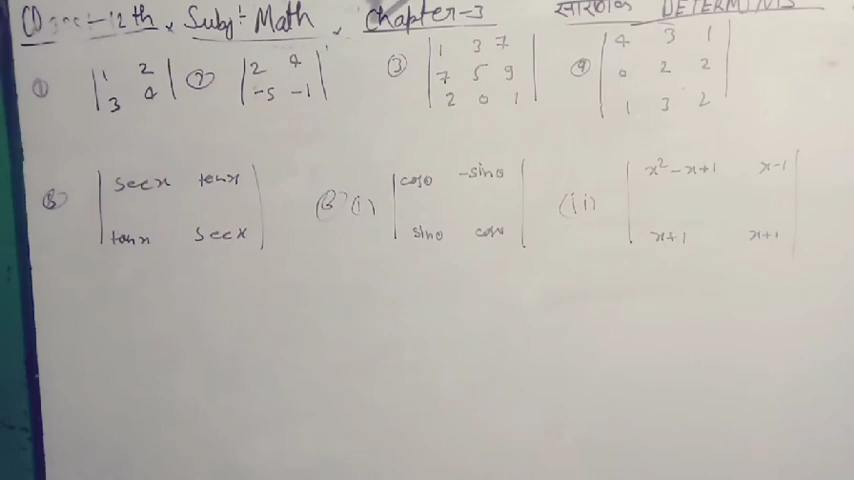 12th, Subj:- Math, Chapter-3 सारणिक DETERMINTS
① |1 2| ② |2 4| ③ |1 3 7| ④ |4 3 1|
|3 4| |-5 -1| |7 5 9| |0 2 2|
|2 0 1| |1 3 2|
⑤ |secx tanx| ⑥ (i) |cosθ -sinθ| (ii) |x²-x+1 x-1|
|tanx secx| |sinθ cosθ| |x+1 x+1|